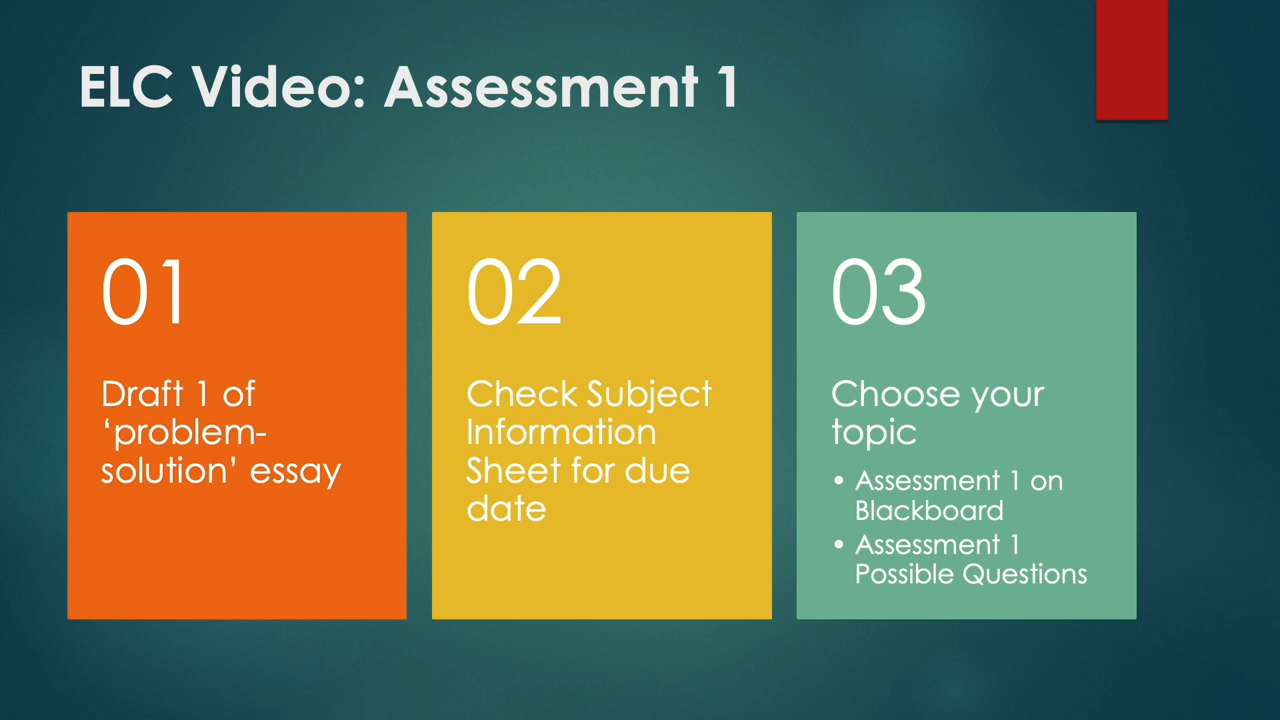 ELC Video: Assessment 1
01
Draft 1 of
‘problem-
solution’ essay
02
Check Subject
Information
Sheet for due
date
03
Choose your
topic
• Assessment 1 on
Blackboard
• Assessment 1
Possible Questions